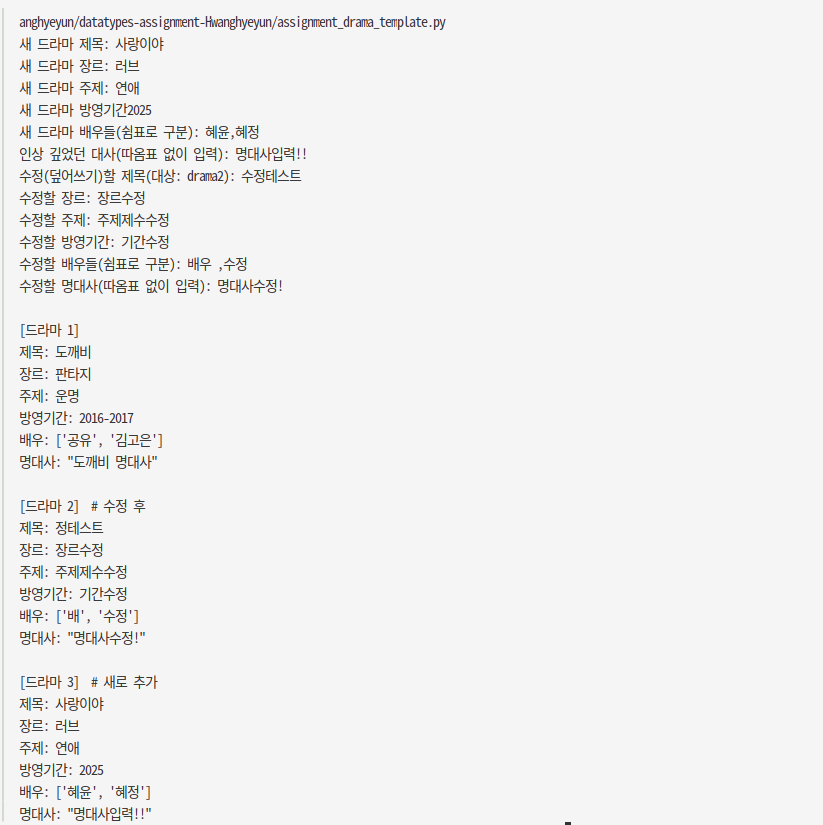 anghyeyun/datatypes-assignment-Hwanghyeyun/assignment_drama_template.py
새 드라마 제목: 사랑이야
새 드라마 장르: 러브
새 드라마 주제: 연애
새 드라마 방영기간2025
새 드라마 배우들(쉼표로 구분): 혜윤,혜정
인상 깊었던 대사(따옴표 없이 입력): 명대사입력!!
수정(덮어쓰기)할 제목(대상: drama2): 수정테스트
수정할 장르: 장르수정
수정할 주제: 주제제수수정
수정할 방영기간: 기간수정
수정할 배우들(쉼표로 구분): 배우 ,수정
수정할 명대사(따옴표 없이 입력): 명대사수정!
[드라마 1]
제목: 도깨비
장르: 판타지
주제: 운명
방영기간: 2016-2017
배우: ['공유', '김고은']
명대사: "도깨비 명대사"
[드라마 2]  # 수정 후
제목: 정테스트
장르: 장르수정
주제: 주제제수수정
방영기간: 기간수정
배우: ['배', '수정']
명대사: "명대사수정!"
[드라마 3]  # 새로 추가
제목: 사랑이야
장르: 러브
주제: 연애
방영기간: 2025
배우: ['혜윤', '혜정']
명대사: "명대사입력!!"